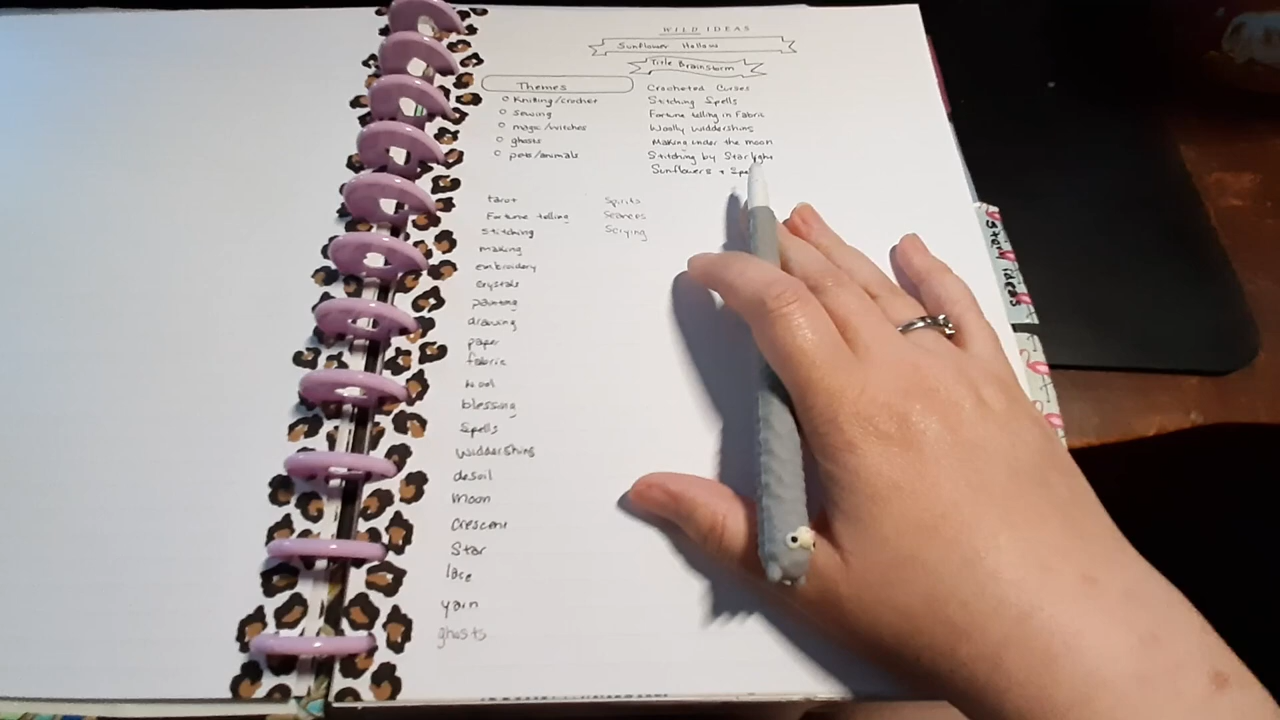 WILD IDEAS
Sunflower Hollow
Title Brainstorm
Themes
Knitting/crochet
Sewing
magic/witches
ghosts
pets/animals
Crocheted Curses
Stitching Spells
Fortune telling in Fabric
Woolly Widdershins
Making under the moon
Stitching by Starlight
Sunflowers + Spe
tarot
Fortune telling
Stitching
making
embroidery
crystals
painting
drawing
paper
fabric
wool
blessing
Spells
widdershins
desoil
moon
crescent
Star
lace
yarn
ghosts
Spirits
Seances
Scrying
ideas